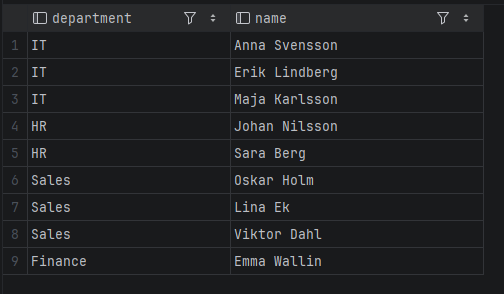 department name
1 IT Anna Svensson
2 IT Erik Lindberg
3 IT Maja Karlsson
4 HR Johan Nilsson
5 HR Sara Berg
6 Sales Oskar Holm
7 Sales Lina Ek
8 Sales Viktor Dahl
9 Finance Emma Wallin